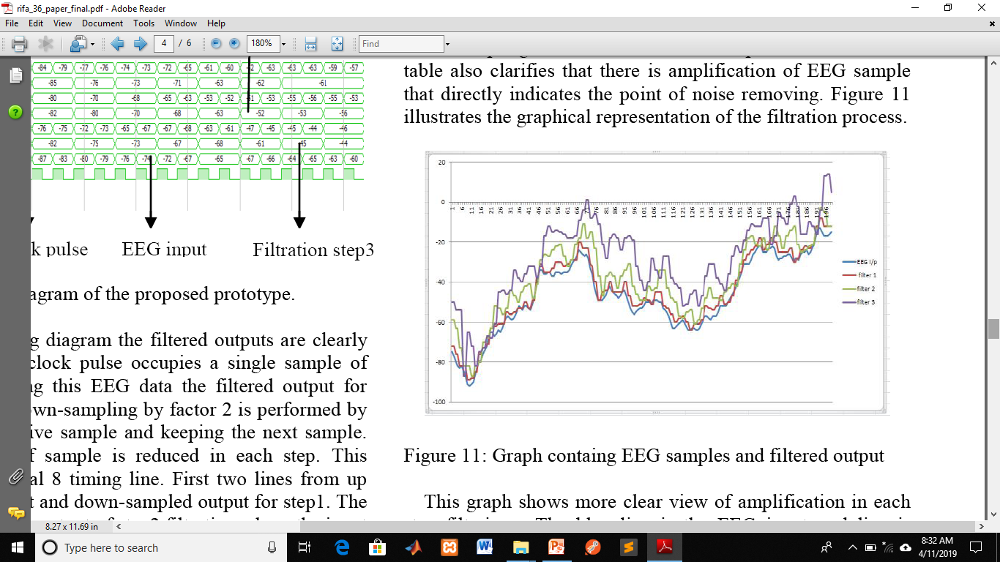 rifa_36_paper_final.pdf - Adobe Reader
File Edit View Document Tools Window Help
4 / 6 180% Find
-84 -79 -77 -76 -74 -73 -72 -65 -61 -60 -63 -63 -59 -57
-85 -76 -73 -71 -63 -62 -61
-80 -70 -68 -65 -63 -53 -52 -53 -55 -56 -55 -53
-82 -80 -70 -68 -63 -52 -53 -56
-76 -75 -72 -73 -65 -67 -67 -68 -63 -61 -47 -45 -45 -44 -46
-82 -75 -73 -67 -68 -61 -45 -44
-87 -83 -80 -79 -76 -74 -72 -67 -65 -67 -66 -64 -65 -63 -60
k pulse EEG input Filtration step3
agram of the proposed prototype.
g diagram the filtered outputs are clearly
clock pulse occupies a single sample of
ng this EEG data the filtered output for
own-sampling by factor 2 is performed by
ive sample and keeping the next sample.
f sample is reduced in each step. This
al 8 timing line. First two lines from up
t and down-sampled output for step1. The
table also clarifies that there is amplification of EEG sample
that directly indicates the point of noise removing. Figure 11
illustrates the graphical representation of the filtration process.
20
0
-20
-40
-60
-80
-100
1 6 11 16 21 26 31 36 41 46 51 56 61 66 71 76 81 86 91 96 101 106 111 116 121 126 131 136 141 146 151 156 161 166 171 176 181 186 191 196
EEG i/p
filter 1
filter 2
filter 3
Figure 11: Graph containg EEG samples and filtered output
This graph shows more clear view of amplification in each
8.27 x 11.69 in
Type here to search
8:32 AM
4/11/2019